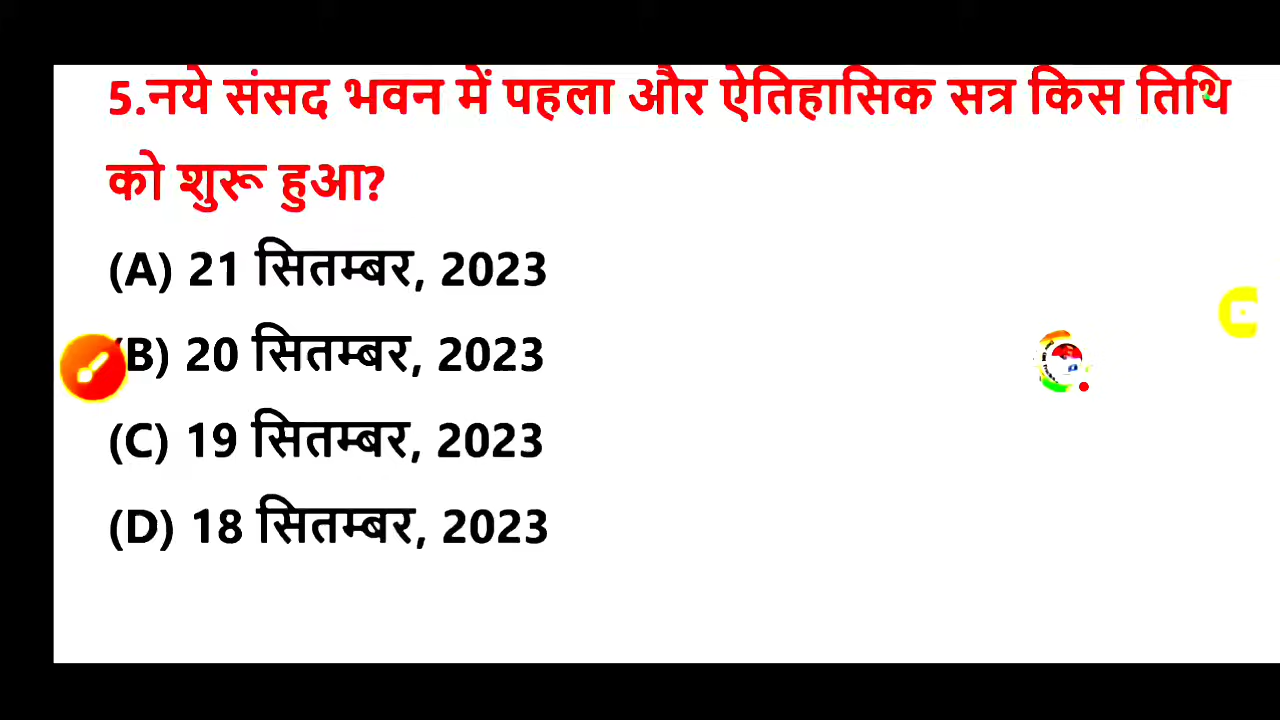 5.नये संसद भवन में पहला और ऐतिहासिक सत्र किस तिथि
को शुरू हुआ?
(A) 21 सितम्बर, 2023
(B) 20 सितम्बर, 2023
(C) 19 सितम्बर, 2023
(D) 18 सितम्बर, 2023